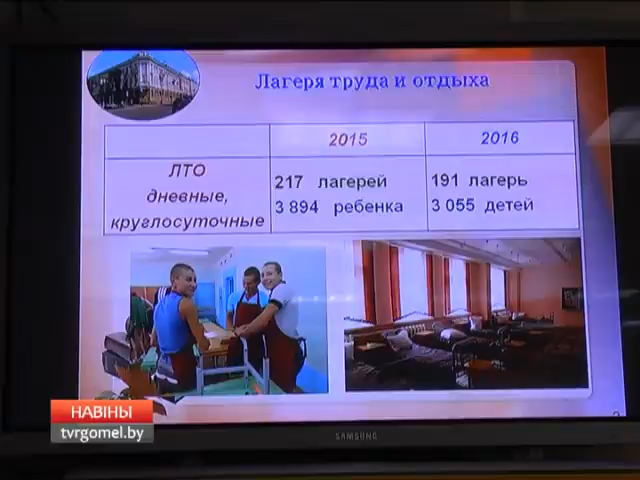 Лагеря труда и отдыха
2015 2016
ЛТО дневные, круглосуточные
217 лагерей 191 лагерь
3 894 ребенка 3 055 детей
НАВІНЫ
tvrgomel.by
SAMSUNG